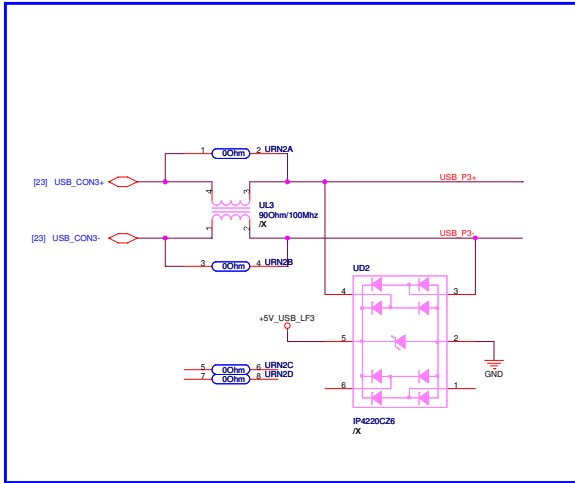 1 0Ohm 2 URN2A
[23] USB_CON3+
USB_P3+
4 3
UL3
90Ohm/100Mhz
/X
1 2
[23] USB_CON3-
USB_P3-
3 0Ohm 4 URN2B
UD2
4 3
+5V_USB_LF3
5 2
GND
5 0Ohm 6 URN2C
7 0Ohm 8 URN2D
6 1
IP4220CZ6
/X